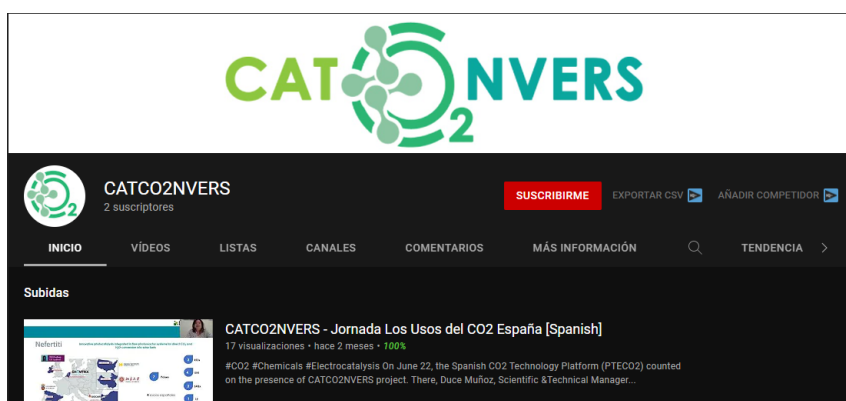 CATCO2NVERS
CATCO2NVERS
2 suscriptores
SUSCRIBIRME
EXPORTAR CSV
AÑADIR COMPETIDOR
INICIO
VÍDEOS
LISTAS
CANALES
COMENTARIOS
MÁS INFORMACIÓN
TENDENCIA
Subidas
Nefertiti
CATCO2NVERS - Jornada Los Usos del CO2 España [Spanish]
17 visualizaciones • hace 2 meses • 100%
#CO2 #Chemicals #Electrocatalysis On June 22, the Spanish CO2 Technology Platform (PTECO2) counted
on the presence of CATCO2NVERS project. There, Duce Muñoz, Scientific &Technical Manager...